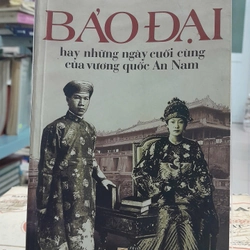 BẢO ĐẠI
hay những ngày cuối cùng
của vương quốc An Nam